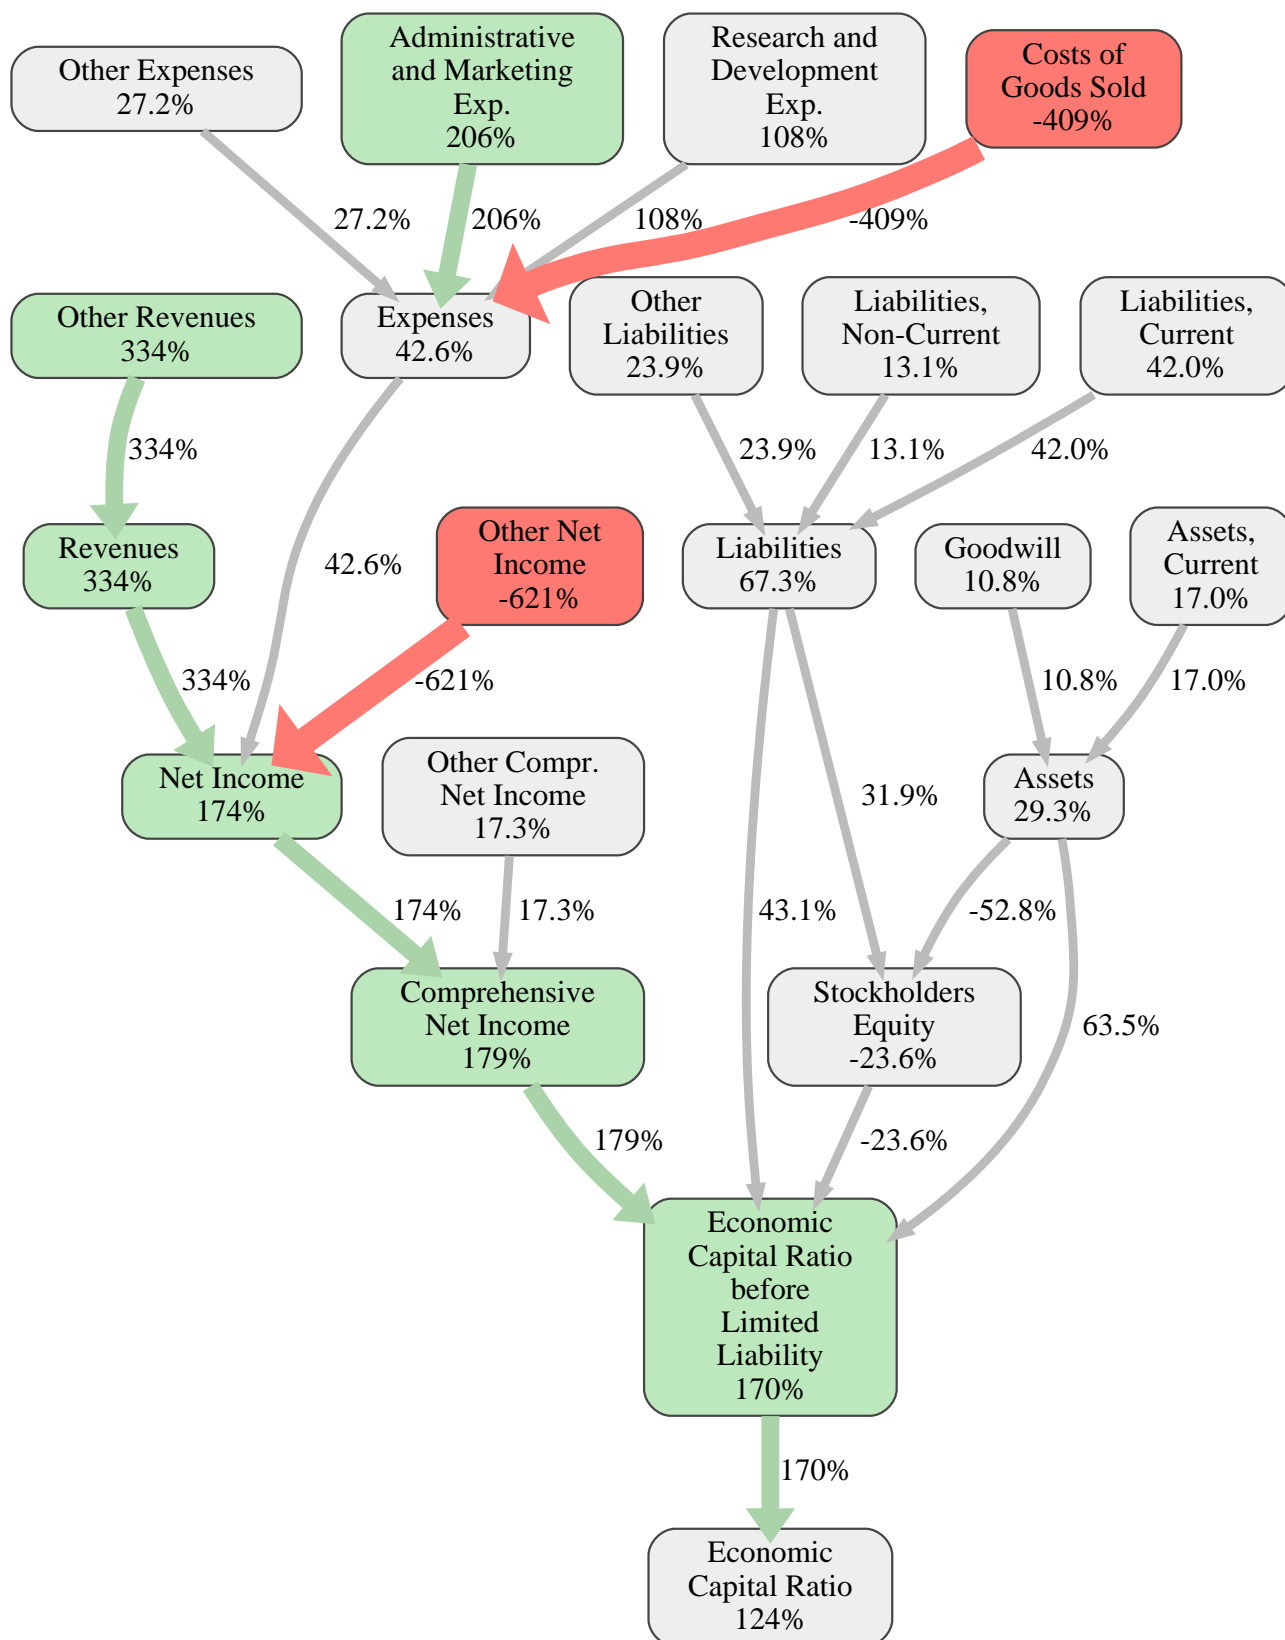 Other Expenses
27.2%
Administrative
and Marketing
Exp.
206%
Research and
Development
Exp.
108%
Costs of
Goods Sold
-409%
27.2%
206%
108%
-409%
Other Revenues
334%
Expenses
42.6%
Other
Liabilities
23.9%
Liabilities,
Non-Current
13.1%
Liabilities,
Current
42.0%
334%
23.9%
13.1%
42.0%
Revenues
334%
42.6%
Other Net
Income
-621%
Liabilities
67.3%
Goodwill
10.8%
Assets,
Current
17.0%
334%
-621%
10.8%
17.0%
Net Income
174%
Other Compr.
Net Income
17.3%
31.9%
Assets
29.3%
174%
17.3%
43.1%
-52.8%
Comprehensive
Net Income
179%
Stockholders
Equity
-23.6%
63.5%
179%
-23.6%
Economic
Capital Ratio
before
Limited
Liability
170%
170%
Economic
Capital Ratio
124%